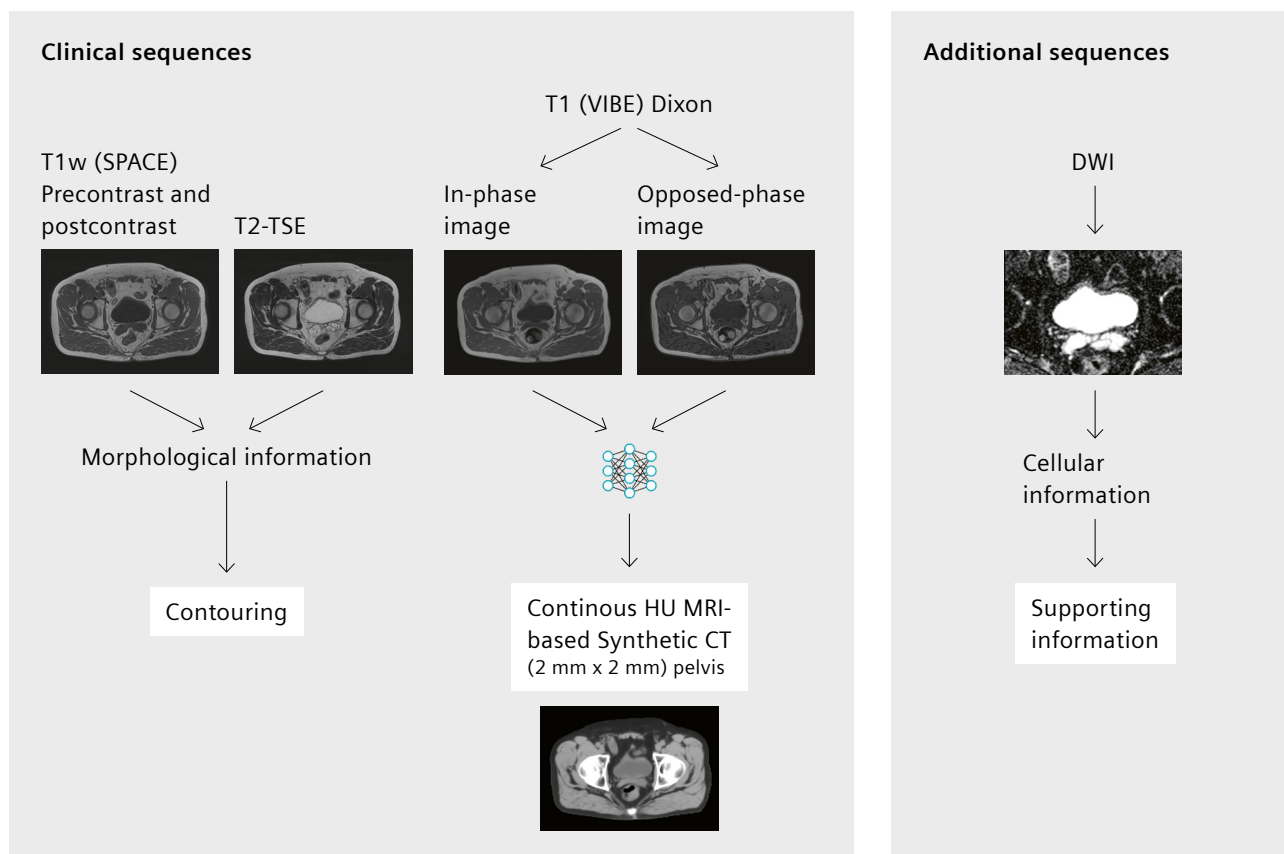 Clinical sequences
T1w (SPACE)
Precontrast and
postcontrast
T2-TSE
T1 (VIBE) Dixon
In-phase
image
Opposed-phase
image
Morphological information
Contouring
Continous HU MRI-
based Synthetic CT
(2 mm x 2 mm) pelvis
Additional sequences
DWI
Cellular
information
Supporting
information